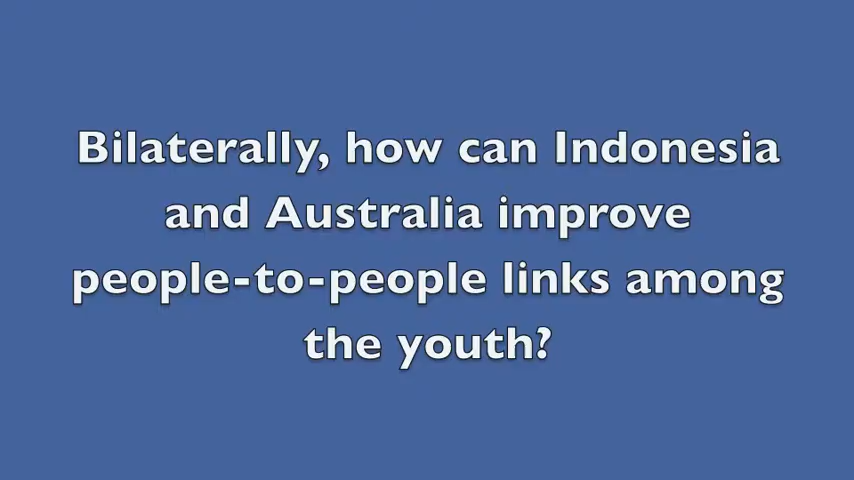 Bilaterally, how can Indonesia
and Australia improve
people-to-people links among
the youth?